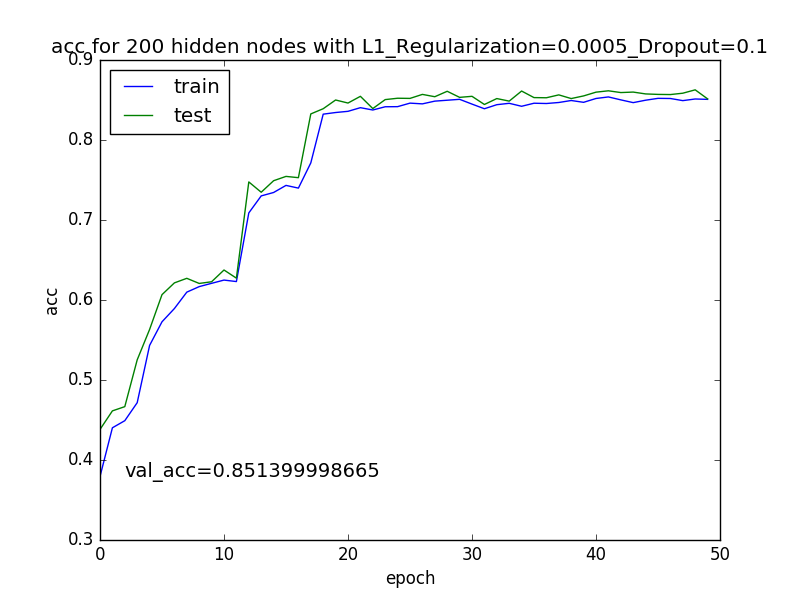 acc for 200 hidden nodes with L1_Regularization=0.0005_Dropout=0.1
0.9
train
test
0.8
0.7
0.6
acc
0.5
0.4
val_acc=0.851399998665
0.3
0 10 20 30 40 50
epoch